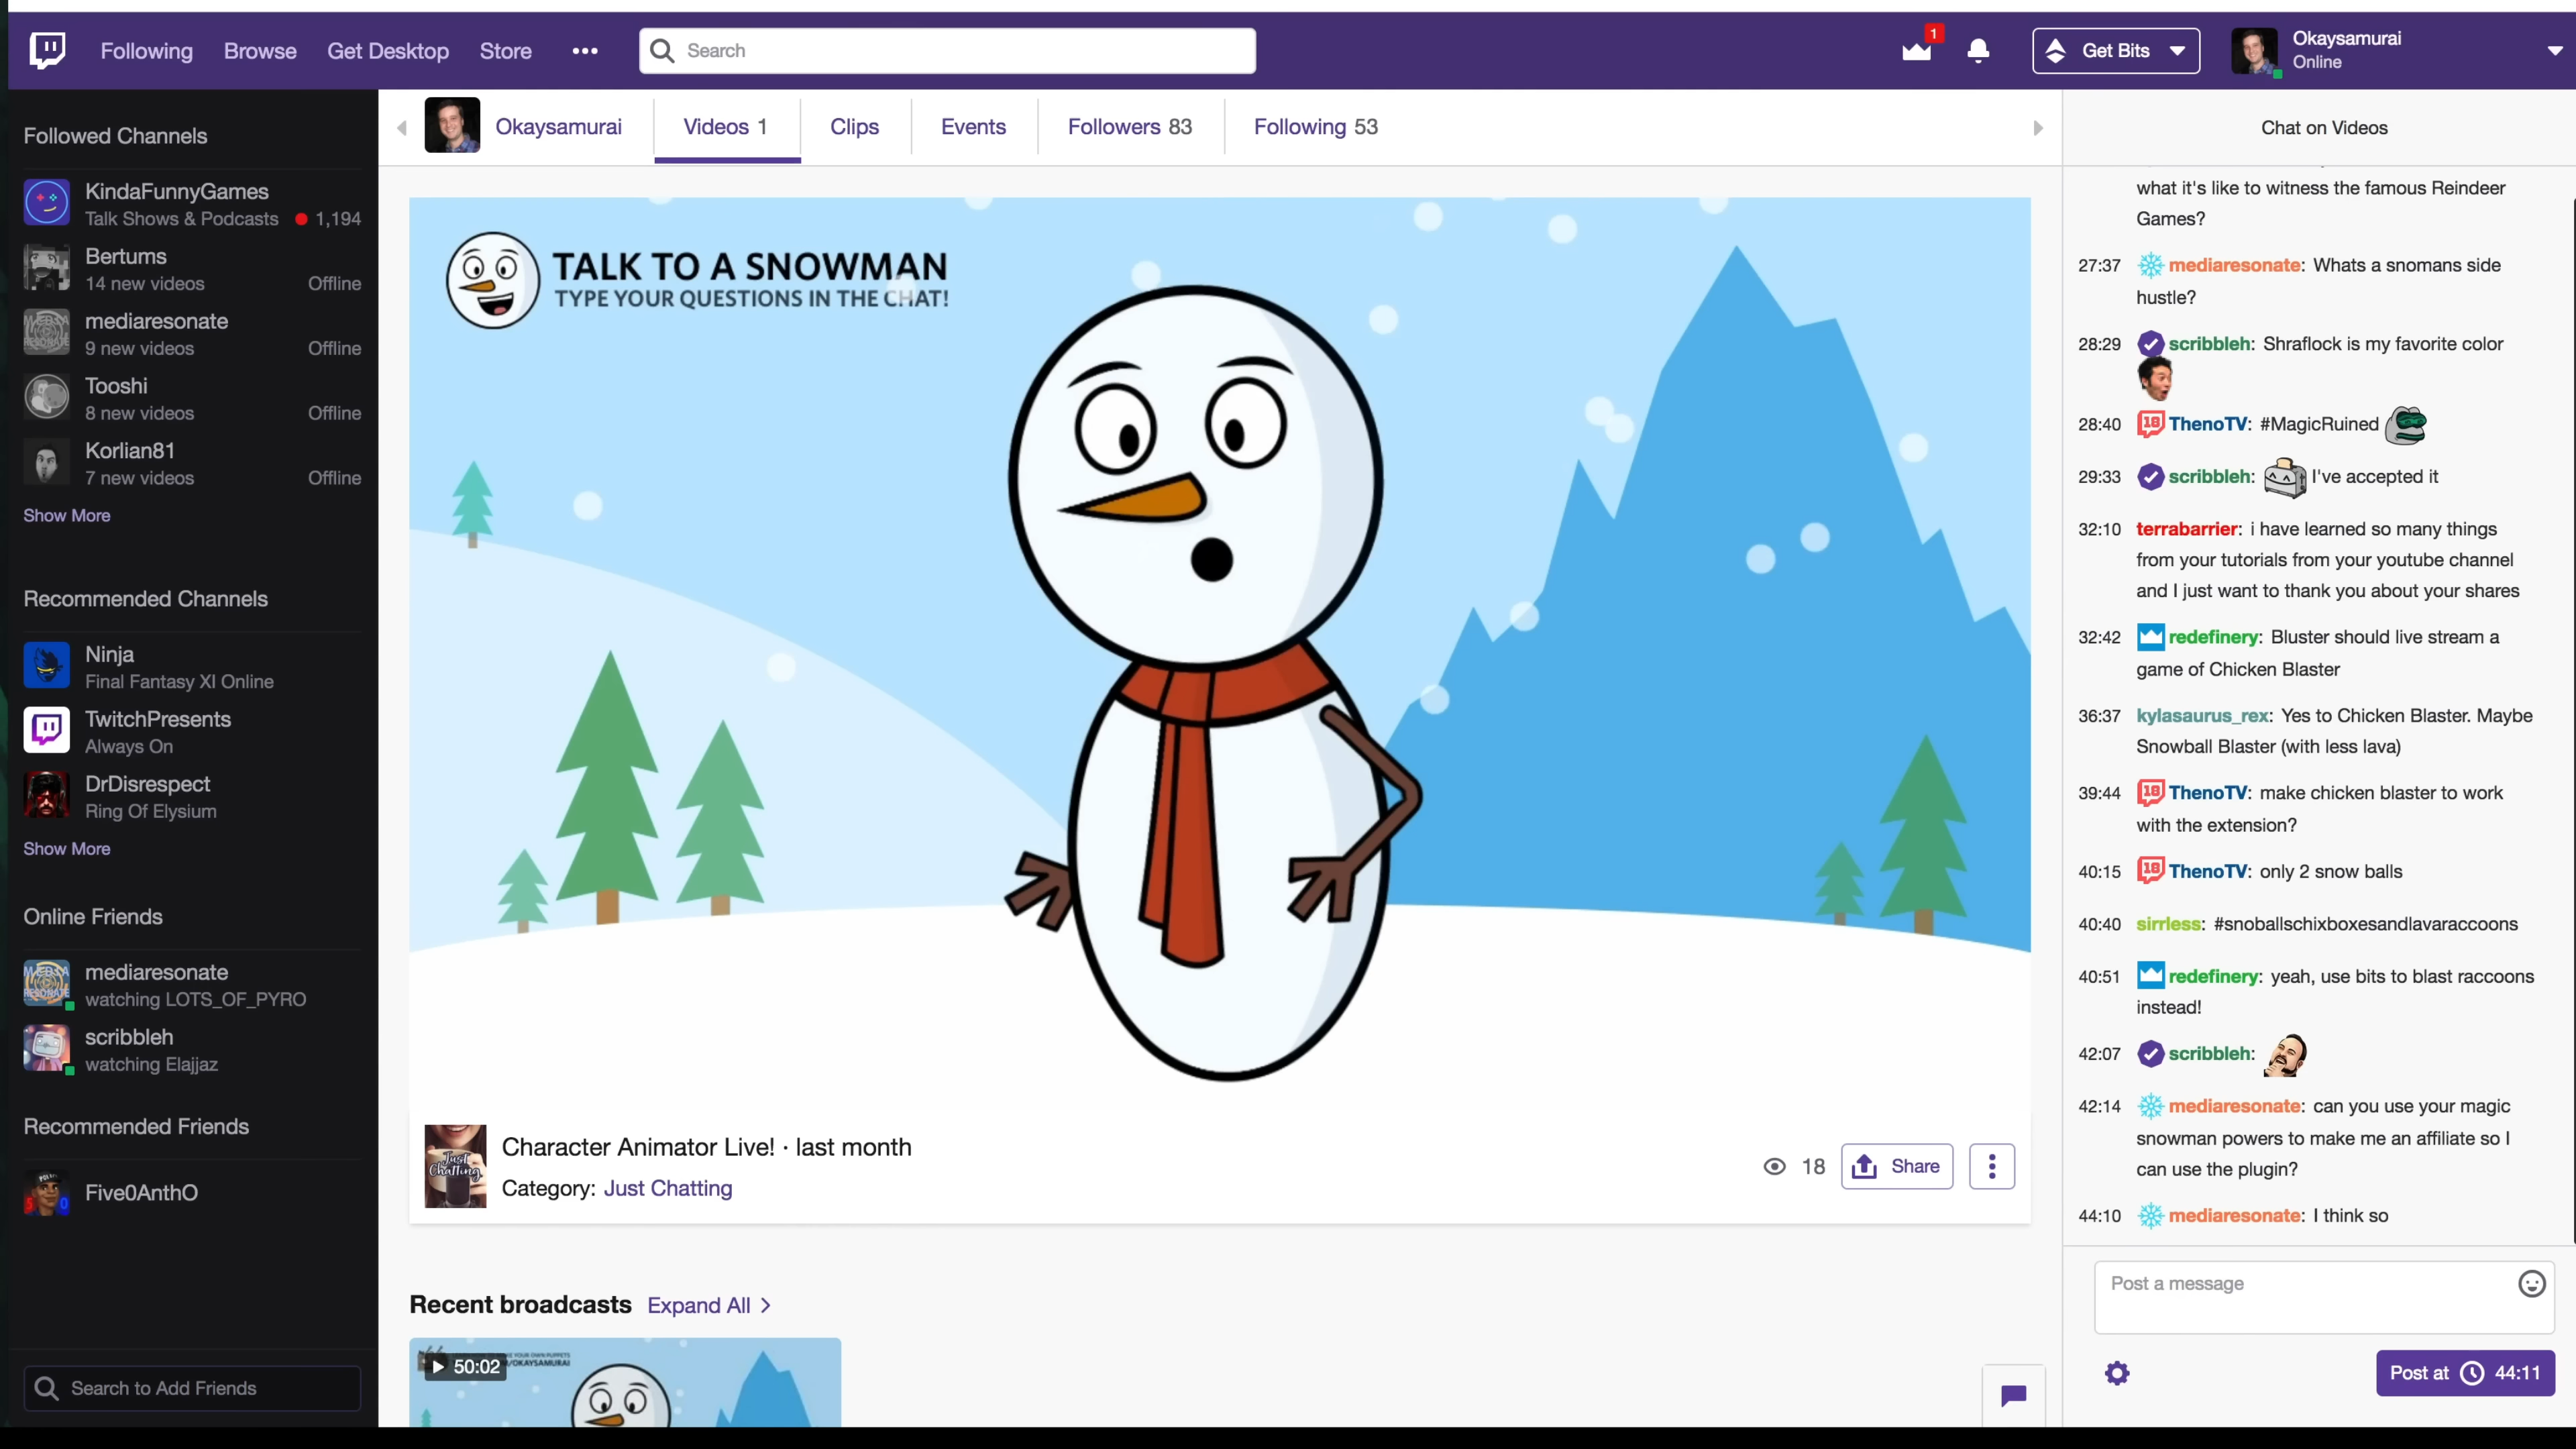 Following Browse Get Desktop Store ••• Search 1 Get Bits Okaysamurai
Online
Followed Channels
KindaFunnyGames
Talk Shows & Podcasts 1,194
Bertums
14 new videos Offline
mediaresonate
9 new videos Offline
Tooshi
8 new videos Offline
Korlian81
7 new videos Offline
Show More
Recommended Channels
Ninja
Final Fantasy XI Online
TwitchPresents
Always On
DrDisrespect
Ring Of Elysium
Show More
Online Friends
mediaresonate
watching LOTS_OF_PYRO
scribbleh
watching Elajjaz
Recommended Friends
Five0AnthO
Search to Add Friends
Okaysamurai Videos 1 Clips Events Followers 83 Following 53
TALK TO A SNOWMAN
TYPE YOUR QUESTIONS IN THE CHAT!
Just
Chatting
Character Animator Live! · last month
Category: Just Chatting
18 Share
Recent broadcasts Expand All
50:02
/OKAYSAMURAI
Chat on Videos
what it's like to witness the famous Reindeer
Games?
27:37 mediaresonate: Whats a snomans side
hustle?
28:29 scribbleh: Shraflock is my favorite color
28:40 18 ThenoTV: #MagicRuined
29:33 scribbleh: I've accepted it
32:10 terrabarrier: i have learned so many things
from your tutorials from your youtube channel
and I just want to thank you about your shares
32:42 redefinery: Bluster should live stream a
game of Chicken Blaster
36:37 kylasaurus_rex: Yes to Chicken Blaster. Maybe
Snowball Blaster (with less lava)
39:44 18 ThenoTV: make chicken blaster to work
with the extension?
40:15 18 ThenoTV: only 2 snow balls
40:40 sirrless: #snoballschixboxesandlavaraccoons
40:51 redefinery: yeah, use bits to blast raccoons
instead!
42:07 scribbleh:
42:14 mediaresonate: can you use your magic
snowman powers to make me an affiliate so I
can use the plugin?
44:10 mediaresonate: I think so
Post a message
Post at 44:11